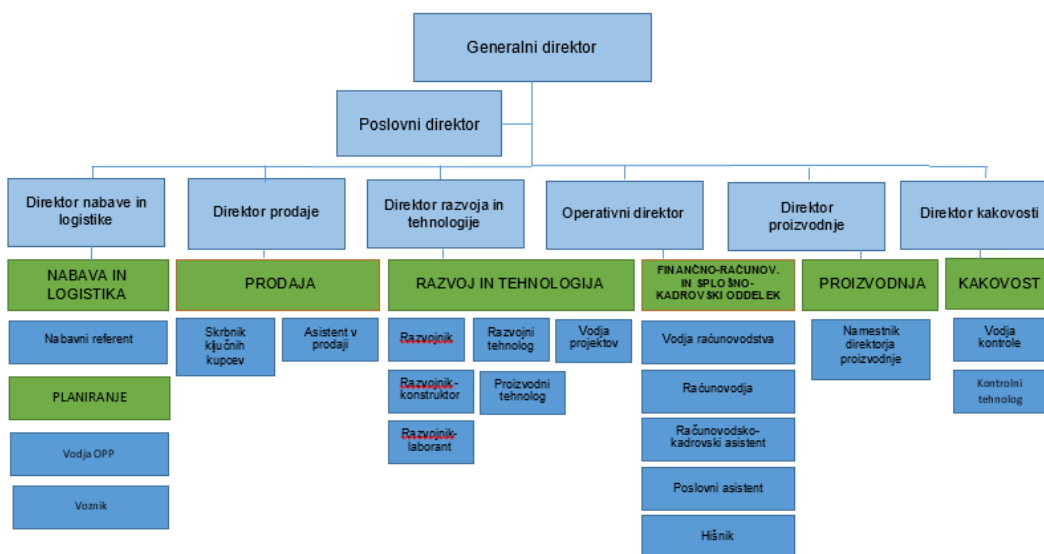 Generalni direktor
Poslovni direktor
Direktor nabave in
logistike
Direktor prodaje
Direktor razvoja in
tehnologije
Operativni direktor
Direktor
proizvodnje
Direktor kakovosti
NABAVA IN
LOGISTIKA
PRODAJA
RAZVOJ IN TEHNOLOGIJA
FINANČNO-RAČUNOV.
IN SPLOŠNO-
KADROVSKI ODDELEK
PROIZVODNJA
KAKOVOST
Nabavni referent
Skrbnik
ključnih
kupcev
Asistent v
prodaji
Razvojnik
Razvojni
tehnolog
Vodja
projektov
Vodja računovodstva
Namestnik
direktorja
proizvodnje
Vodja
kontrole
PLANIRANJE
Razvojnik-
konstruktor
Proizvodni
tehnolog
Računovodja
Kontrolni
tehnolog
Vodja OPP
Razvojnik-
laborant
Računovodsko-
kadrovski asistent
Voznik
Poslovni asistent
Hišnik